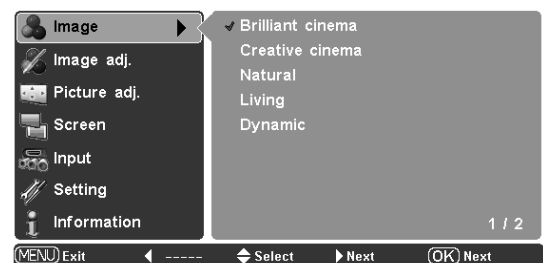 Image
Image adj.
Picture adj.
Screen
Input
Setting
Information
✔ Brilliant cinema
Creative cinema
Natural
Living
Dynamic
1 / 2
MENU Exit ◀ ----- Select ▶ Next OK Next